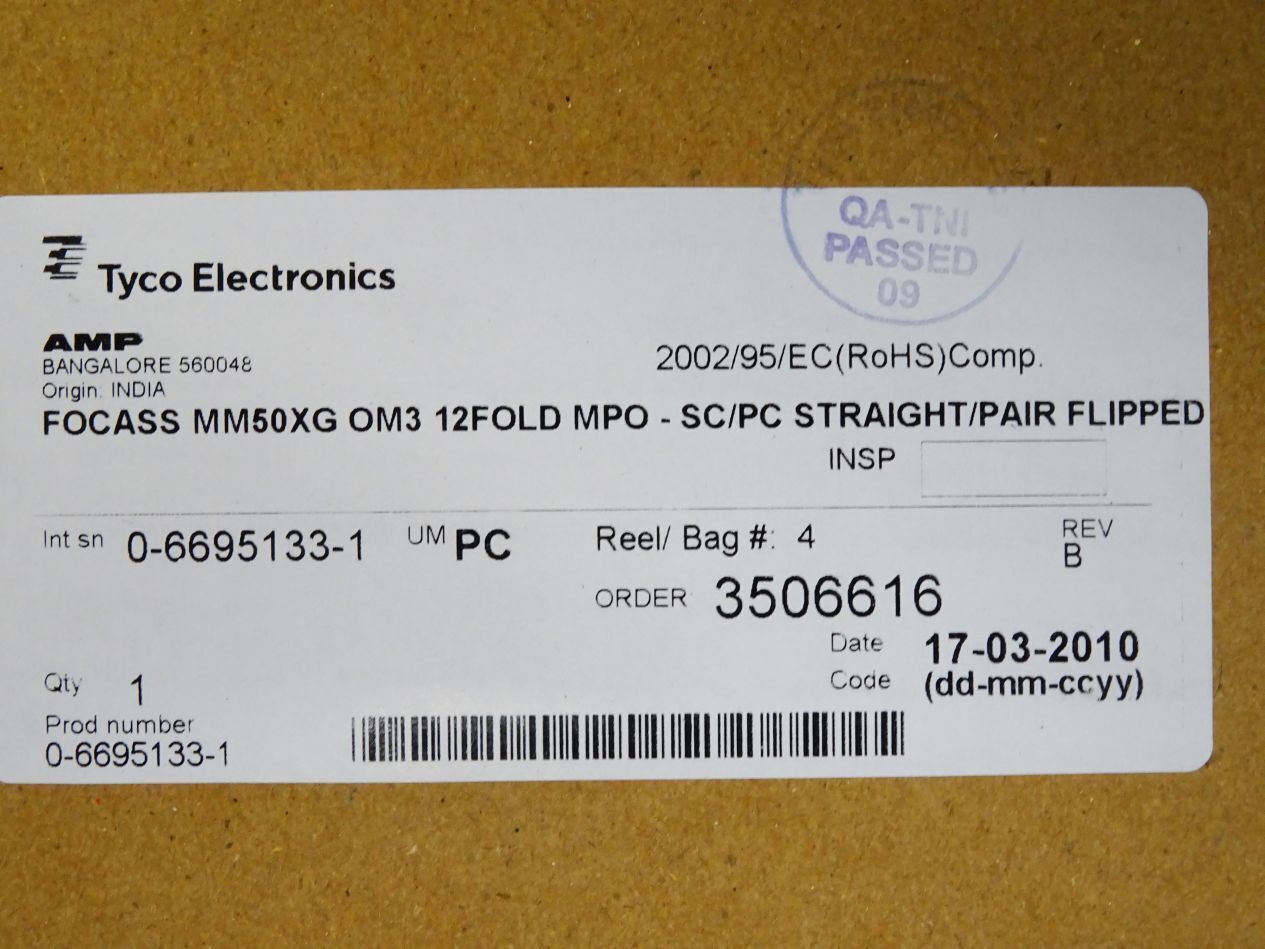 QA-TNI
PASSED
09
Tyco Electronics
AMP
BANGALORE 560048
2002/95/EC(RoHS)Comp.
Origin: INDIA
FOCASS MM50XG OM3 12FOLD MPO - SC/PC STRAIGHT/PAIR FLIPPED
INSP
Int sn 0-6695133-1 UM PC Reel/ Bag #: 4 REV
B
ORDER 3506616
Date 17-03-2010
Qty 1 Code (dd-mm-ccyy)
Prod number
0-6695133-1